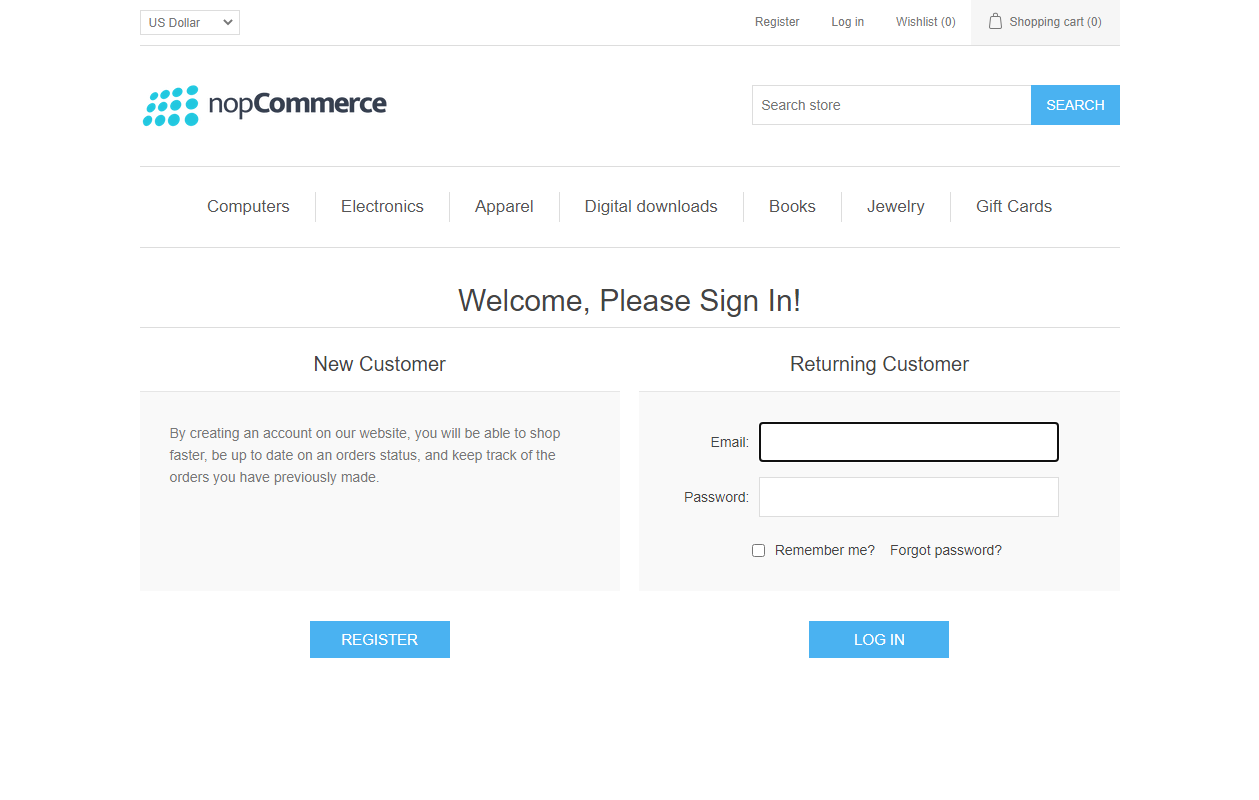 US Dollar
Register
Log in
Wishlist (0)
Shopping cart (0)
nopCommerce
Search store
SEARCH
Computers
Electronics
Apparel
Digital downloads
Books
Jewelry
Gift Cards
Welcome, Please Sign In!
New Customer
By creating an account on our website, you will be able to shop
faster, be up to date on an orders status, and keep track of the
orders you have previously made.
REGISTER
Returning Customer
Email:
Password:
Remember me?
Forgot password?
LOG IN